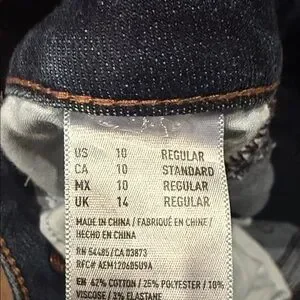 US 10 REGULAR
CA 10 STANDARD
MX 10 REGULAR
UK 14 REGULAR
MADE IN CHINA / FABRIQUÉ EN CHINE /
HECHO EN CHINA
RN 54485/CA 03873
RFC# AEM120605U9A
EN 62% COTTON / 25% POLYESTER / 10%
VISCOSE / 3% ELASTANE